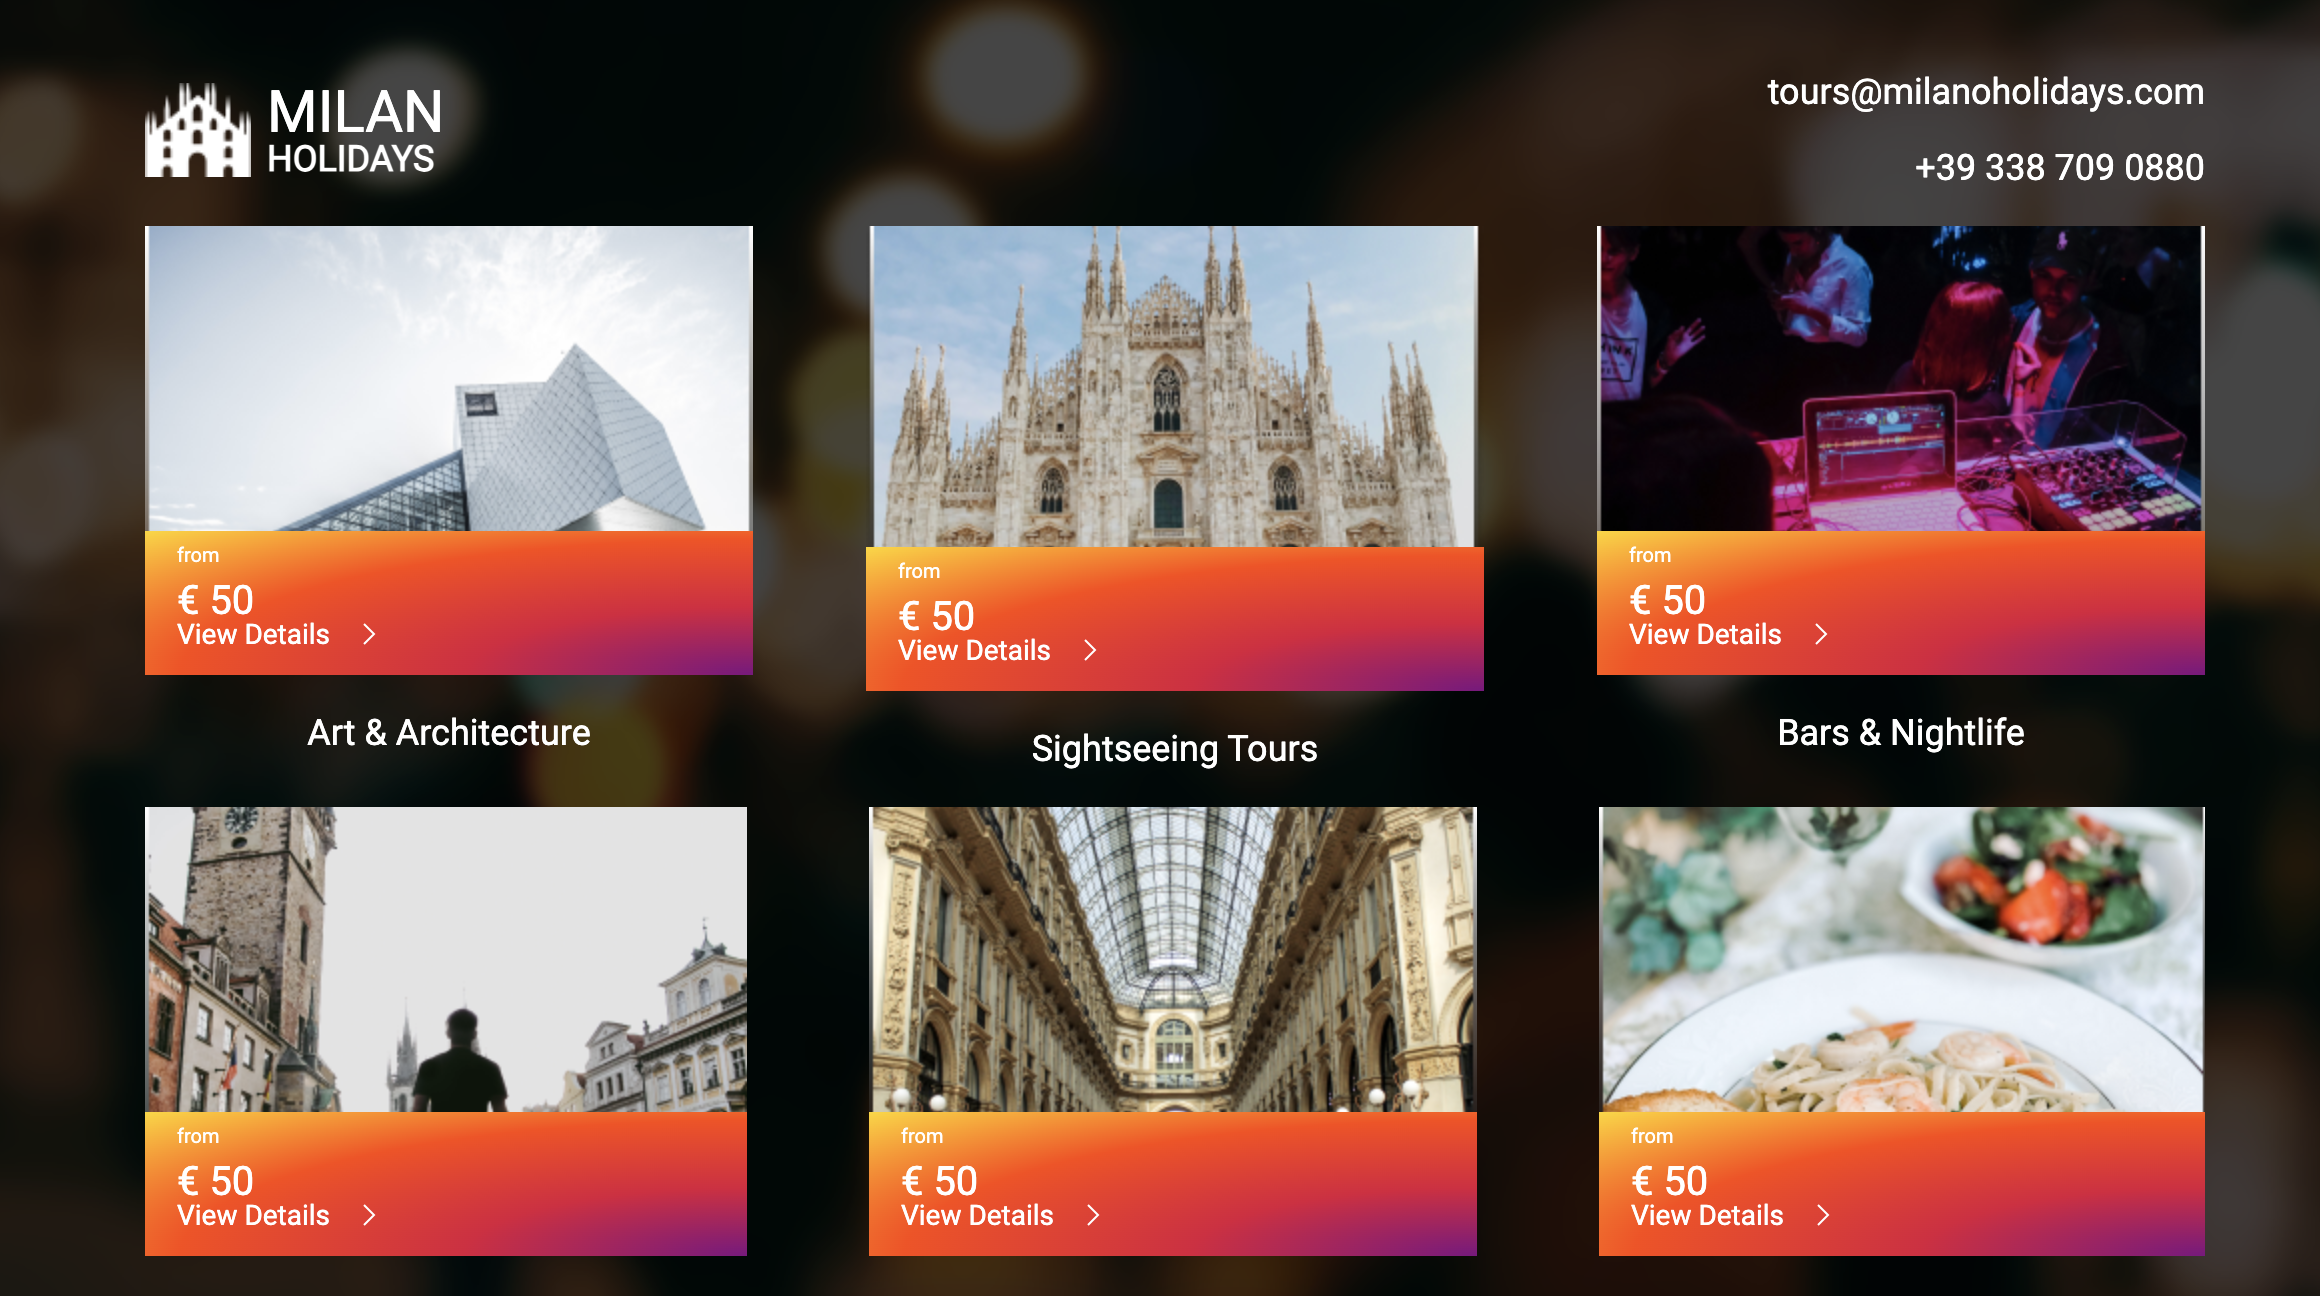 MILAN
HOLIDAYS
tours@milanoholidays.com
+39 338 709 0880
from
€ 50
View Details
Art & Architecture
from
€ 50
View Details
Sightseeing Tours
from
€ 50
View Details
Bars & Nightlife
from
€ 50
View Details
from
€ 50
View Details
from
€ 50
View Details